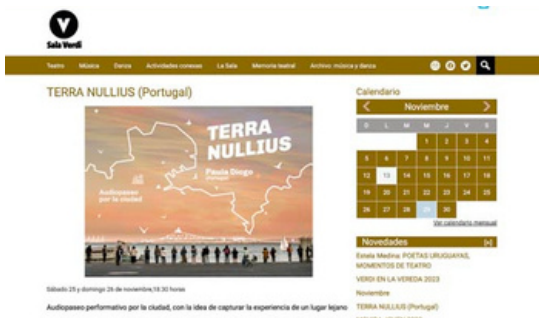 Sala Verdi
Teatro Música Danza Actividades conexas La Sala Memoria teatral Archivo: música y danza
TERRA NULLIUS (Portugal)
TERRA
NULLIUS
Paula Diogo
Audiopaseo
por la ciudad
Sábado 25 y domingo 26 de noviembre,18:30 horas
Audiopaseo performativo por la ciudad, con la idea de capturar la experiencia de un lugar lejano
Calendario
Noviembre
D L M M J V S
1 2 3 4
5 6 7 8 9 10 11
12 13 14 15 16 17 18
19 20 21 22 23 24 25
26 27 28 29 30
Ver calendario mensual
Novedades [+]
Estela Medina: POETAS URUGUAYAS,
MOMENTOS DE TEATRO
VERDI EN LA VEREDA 2023
Noviembre
TERRA NULLIUS (Portugal)